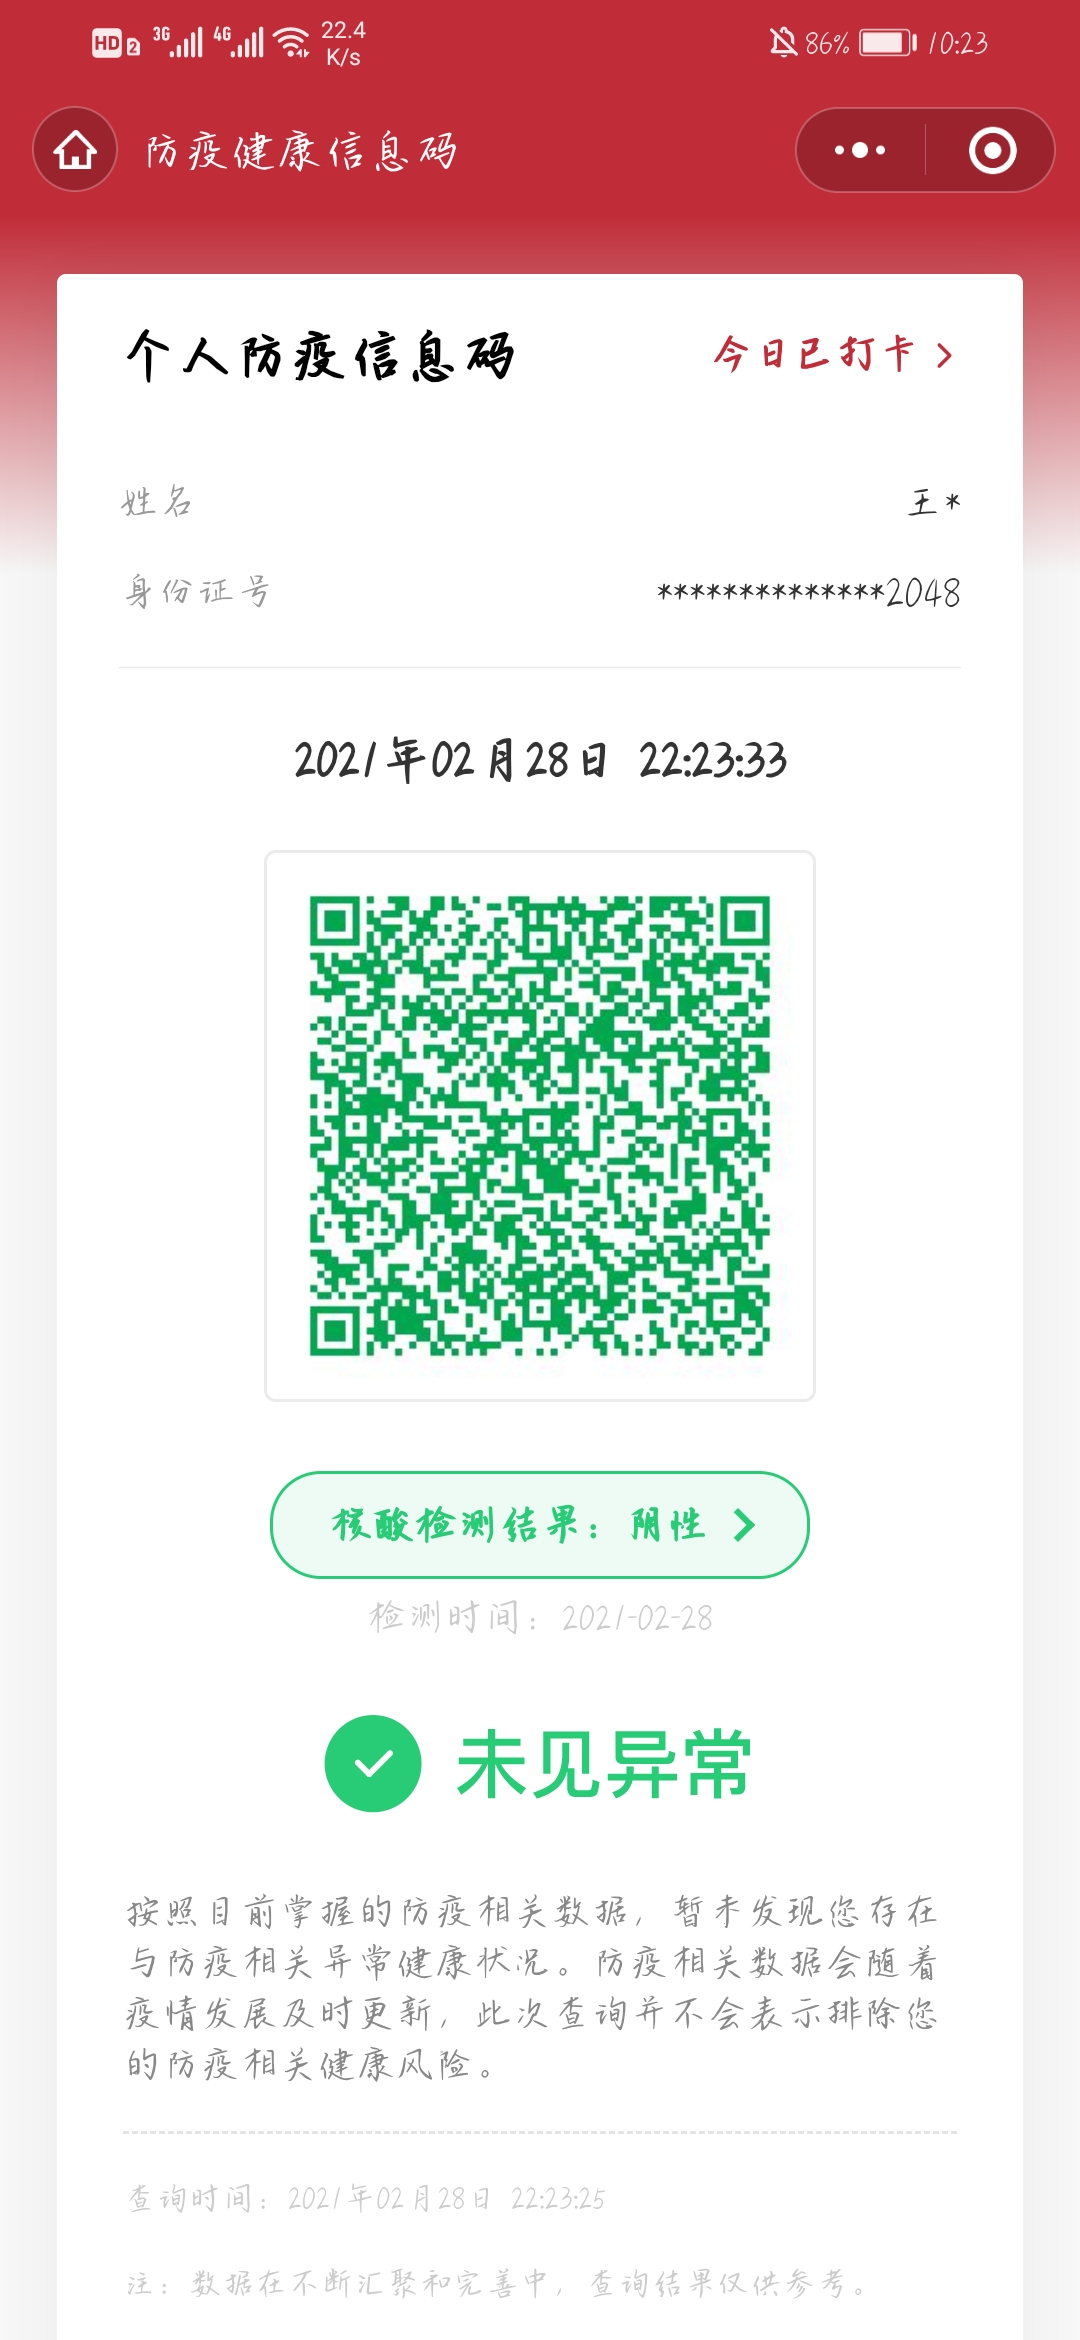 HD 2 3G 4G 22.4 K/s 86% 10:23
防疫健康信息码
个人防疫信息码 今日已打卡
姓名 王*
身份证号 **************2048
2021年02月28日 22:23:33
核酸检测结果：阴性
检测时间：2021-02-28
未见异常
按照目前掌握的防疫相关数据，暂未发现您存在
与防疫相关异常健康状况。防疫相关数据会随着
疫情发展及时更新，此次查询并不会表示排除您
的防疫相关健康风险。
查询时间：2021年02月28日 22:23:25
注：数据在不断汇聚和完善中，查询结果仅供参考。